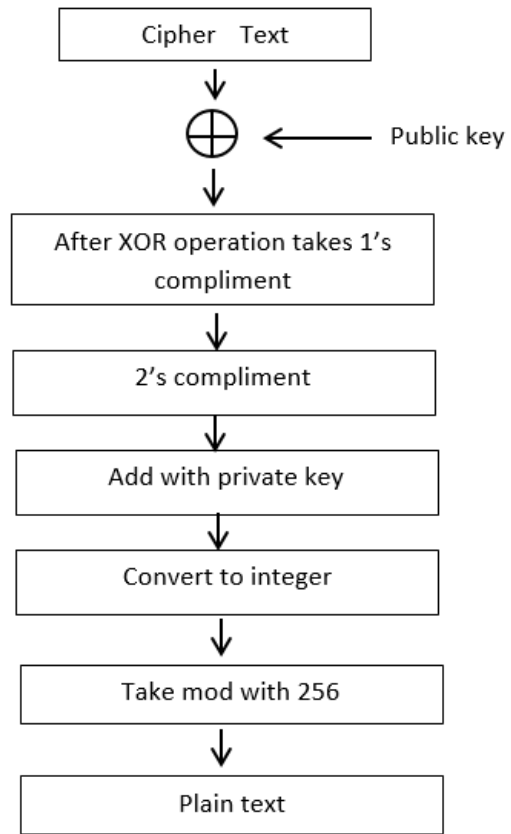 Cipher Text
Public key
After XOR operation takes 1's
compliment
2's compliment
Add with private key
Convert to integer
Take mod with 256
Plain text